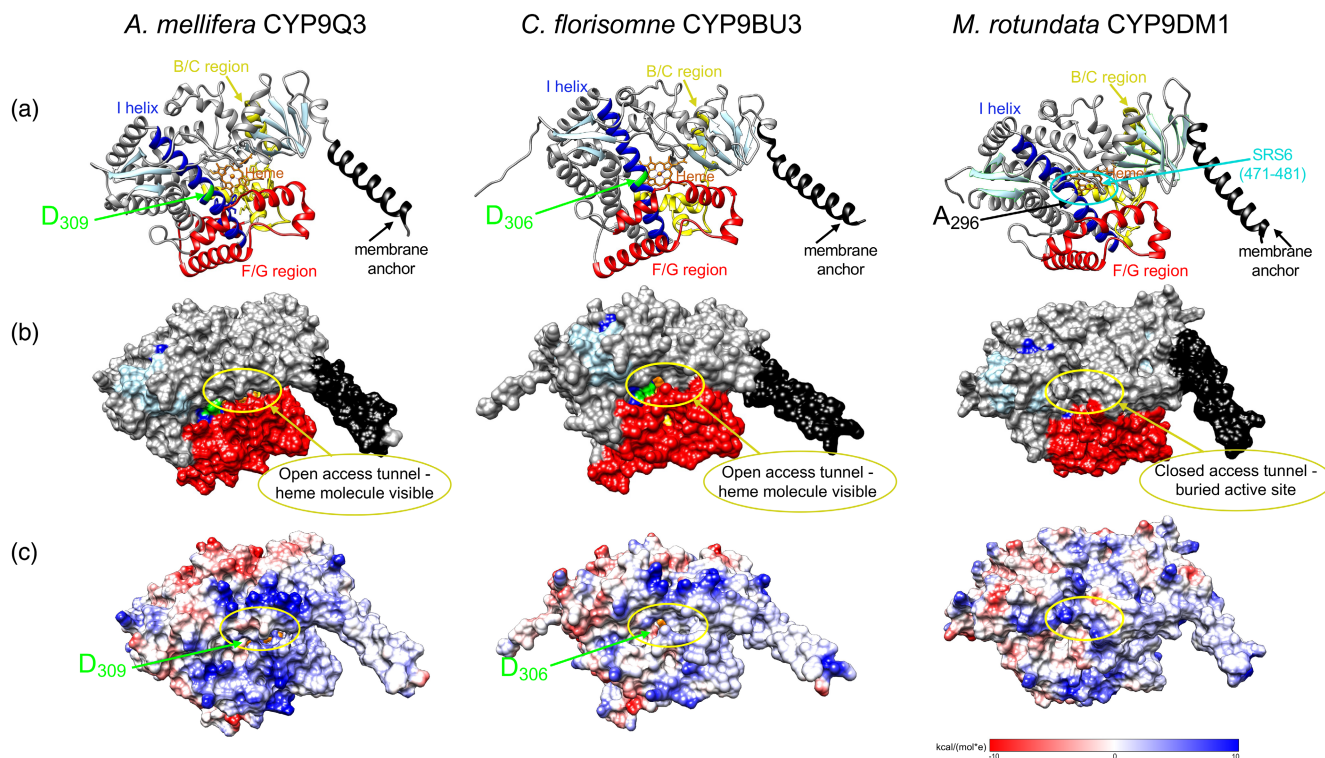 A. mellifera CYP9Q3
C. florisomne CYP9BU3
M. rotundata CYP9DM1
(a)
B/C region
I helix
Heme
D309
membrane
anchor
F/G region
B/C region
I helix
Heme
D306
membrane
anchor
F/G region
B/C region
I helix
SRS6
(471-481)
Heme
A296
membrane
anchor
F/G region
(b)
Open access tunnel -
heme molecule visible
Open access tunnel -
heme molecule visible
Closed access tunnel -
buried active site
(c)
D309
D306
kcal/(mol*e)
-10
0
10